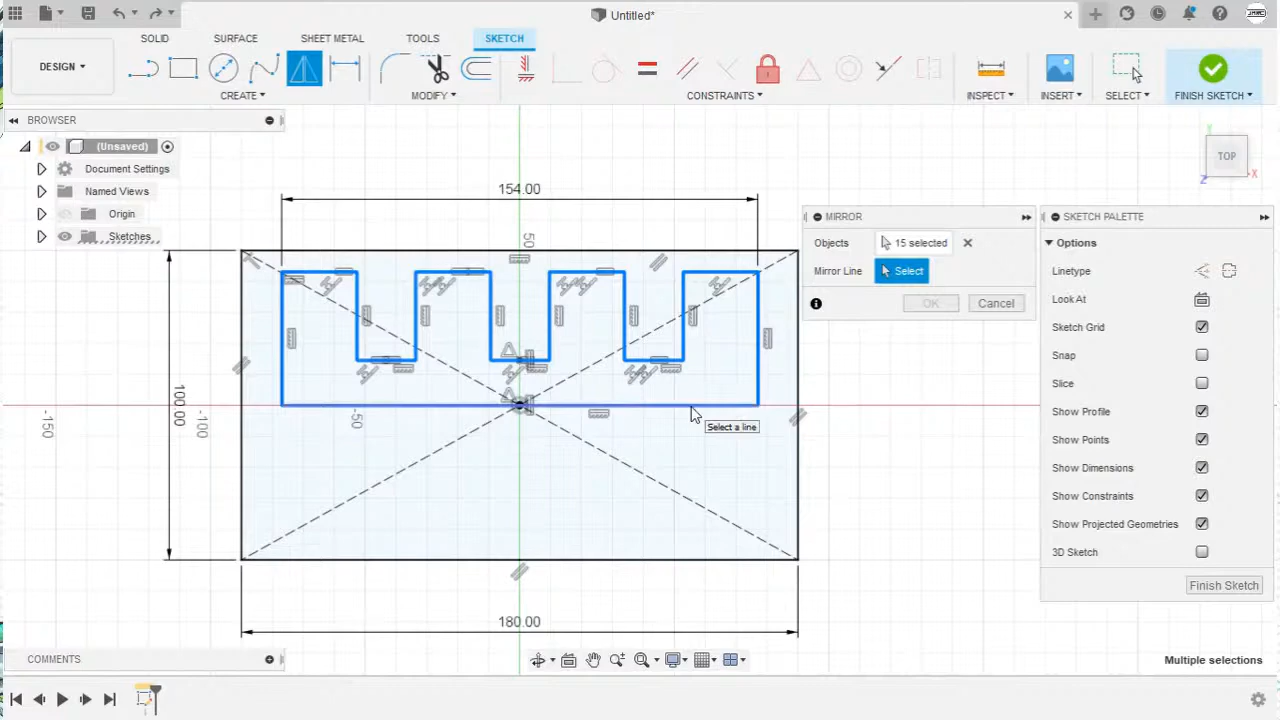 Untitled*
JHMO
DESIGN
SOLID
SURFACE
SHEET METAL
TOOLS
SKETCH
CREATE
MODIFY
CONSTRAINTS
INSPECT
INSERT
SELECT
FINISH SKETCH
BROWSER
(Unsaved)
Document Settings
Named Views
Origin
Sketches
TOP
Y
X
Z
154.00
50
100.00
180.00
-150
-100
-50
Select a line
MIRROR
Objects
15 selected
Mirror Line
Select
OK
Cancel
SKETCH PALETTE
Options
Linetype
Look At
Sketch Grid
Snap
Slice
Show Profile
Show Points
Show Dimensions
Show Constraints
Show Projected Geometries
3D Sketch
Finish Sketch
COMMENTS
Multiple selections